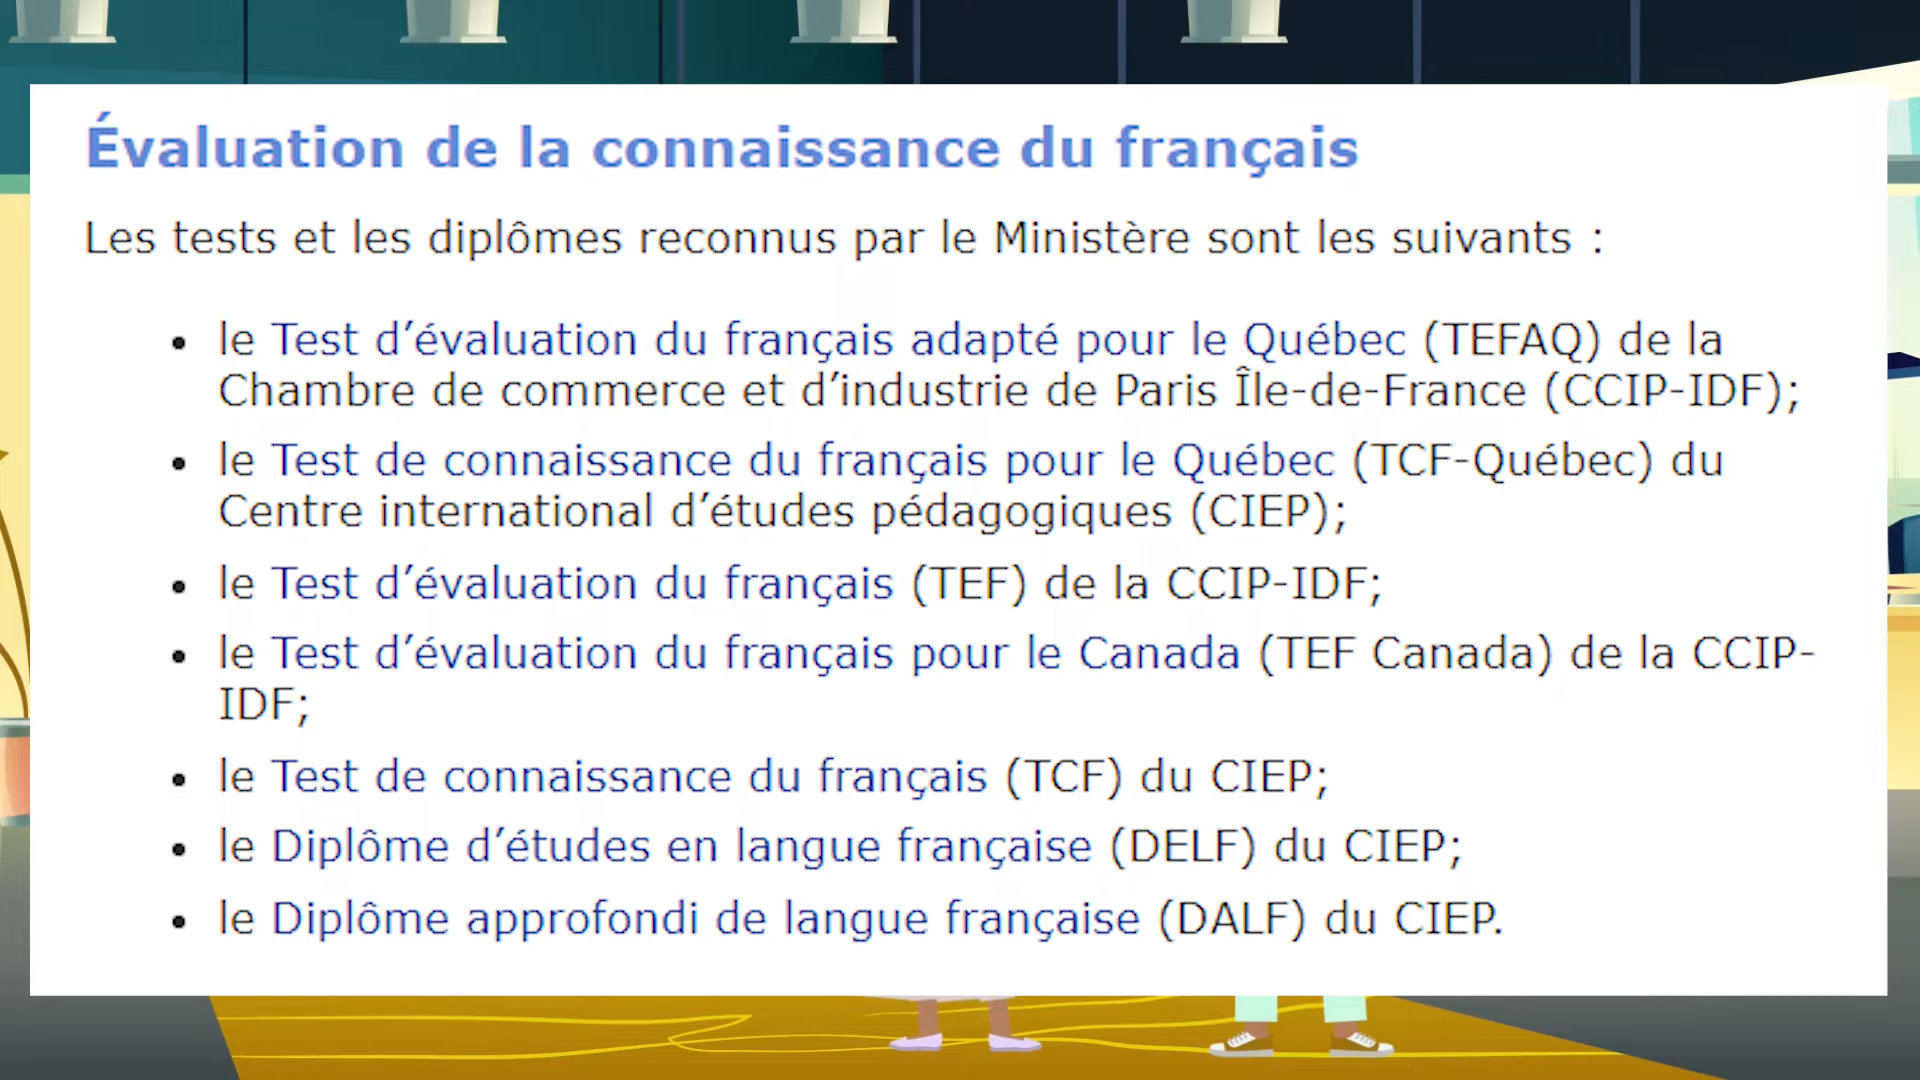 Évaluation de la connaissance du français
Les tests et les diplômes reconnus par le Ministère sont les suivants :
• le Test d’évaluation du français adapté pour le Québec (TEFAQ) de la
Chambre de commerce et d’industrie de Paris Île-de-France (CCIP-IDF);
• le Test de connaissance du français pour le Québec (TCF-Québec) du
Centre international d’études pédagogiques (CIEP);
• le Test d’évaluation du français (TEF) de la CCIP-IDF;
• le Test d’évaluation du français pour le Canada (TEF Canada) de la CCIP-
IDF;
• le Test de connaissance du français (TCF) du CIEP;
• le Diplôme d’études en langue française (DELF) du CIEP;
• le Diplôme approfondi de langue française (DALF) du CIEP.